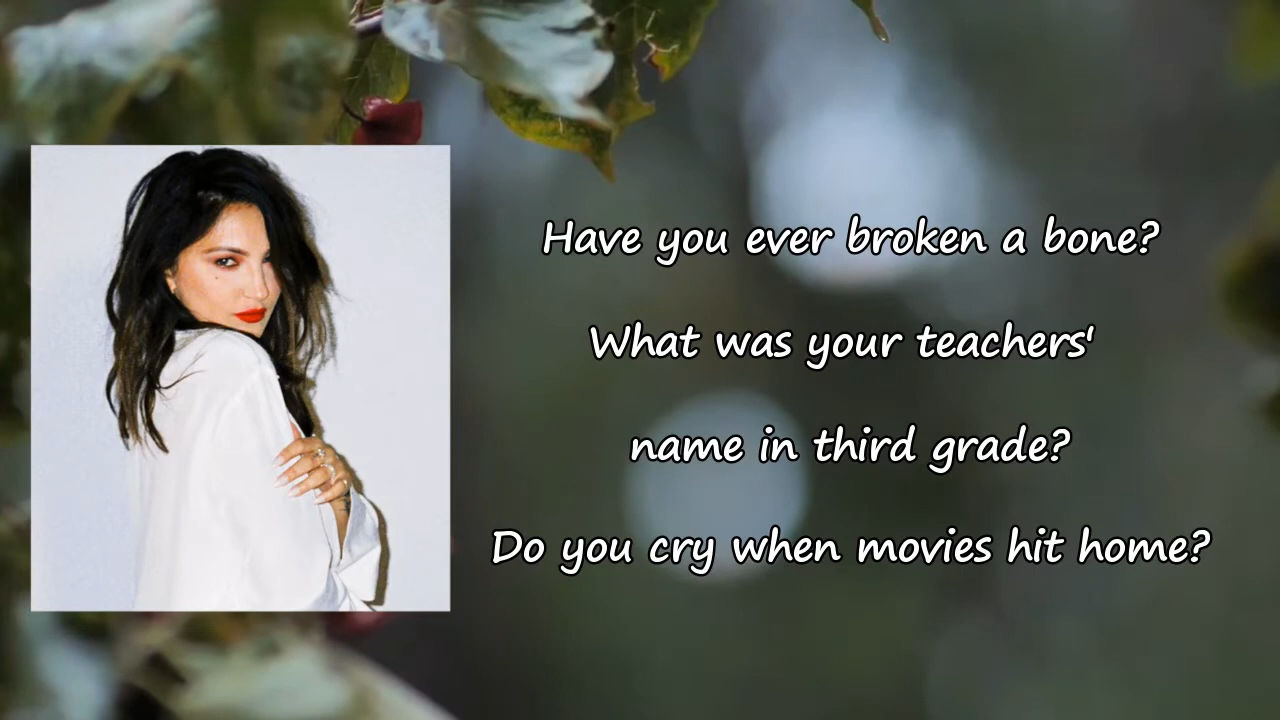 Have you ever broken a bone?
What was your teachers'
name in third grade?
Do you cry when movies hit home?